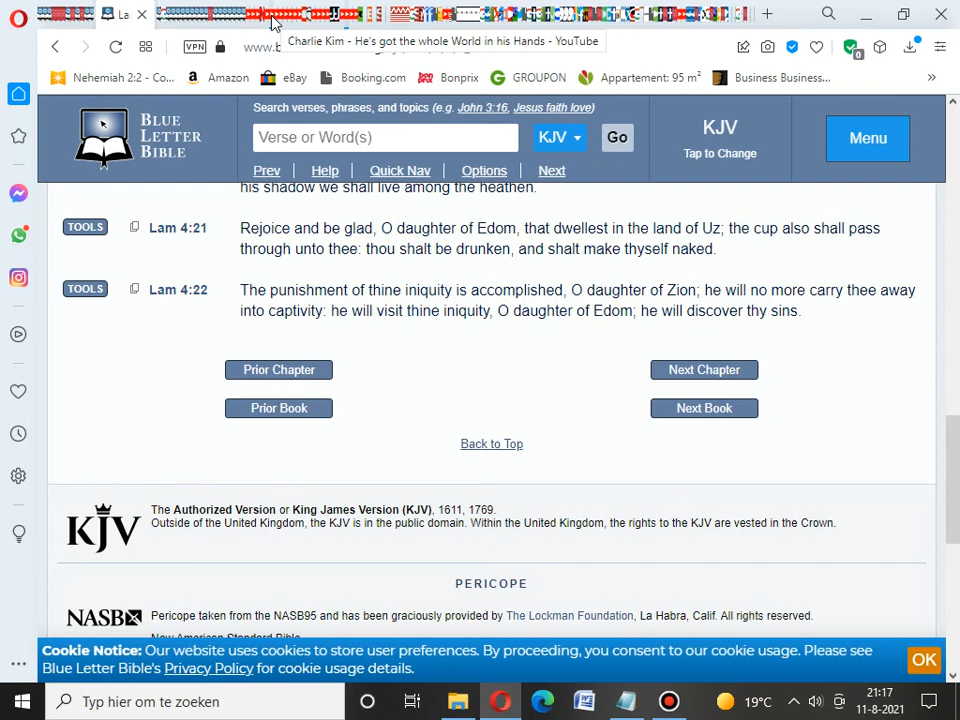 La
Charlie Kim - He's got the whole World in his Hands - YouTube
VPN
www.b
0
Nehemiah 2:2 - Co...
Amazon
eBay
Booking.com
Bonprix
GROUPON
Appartement: 95 m²
Business Business...
»
BLUE
LETTER
BIBLE
Search verses, phrases, and topics (e.g. John 3:16, Jesus faith love)
Verse or Word(s)
KJV
Go
Prev
Help
Quick Nav
Options
Next
KJV
Tap to Change
Menu
his shadow we shall live among the heathen.
TOOLS
Lam 4:21
Rejoice and be glad, O daughter of Edom, that dwellest in the land of Uz; the cup also shall pass
through unto thee: thou shalt be drunken, and shalt make thyself naked.
TOOLS
Lam 4:22
The punishment of thine iniquity is accomplished, O daughter of Zion; he will no more carry thee away
into captivity: he will visit thine iniquity, O daughter of Edom; he will discover thy sins.
Prior Chapter
Next Chapter
Prior Book
Next Book
Back to Top
KJV
The Authorized Version or King James Version (KJV), 1611, 1769.
Outside of the United Kingdom, the KJV is in the public domain. Within the United Kingdom, the rights to the KJV are vested in the Crown.
PERICOPE
NASB
Pericope taken from the NASB95 and has been graciously provided by The Lockman Foundation, La Habra, Calif. All rights reserved.
New American Standard Bible
Cookie Notice: Our website uses cookies to store user preferences. By proceeding, you consent to our cookie usage. Please see
Blue Letter Bible's Privacy Policy for cookie usage details.
OK
Typ hier om te zoeken
19°C
21:17
11-8-2021